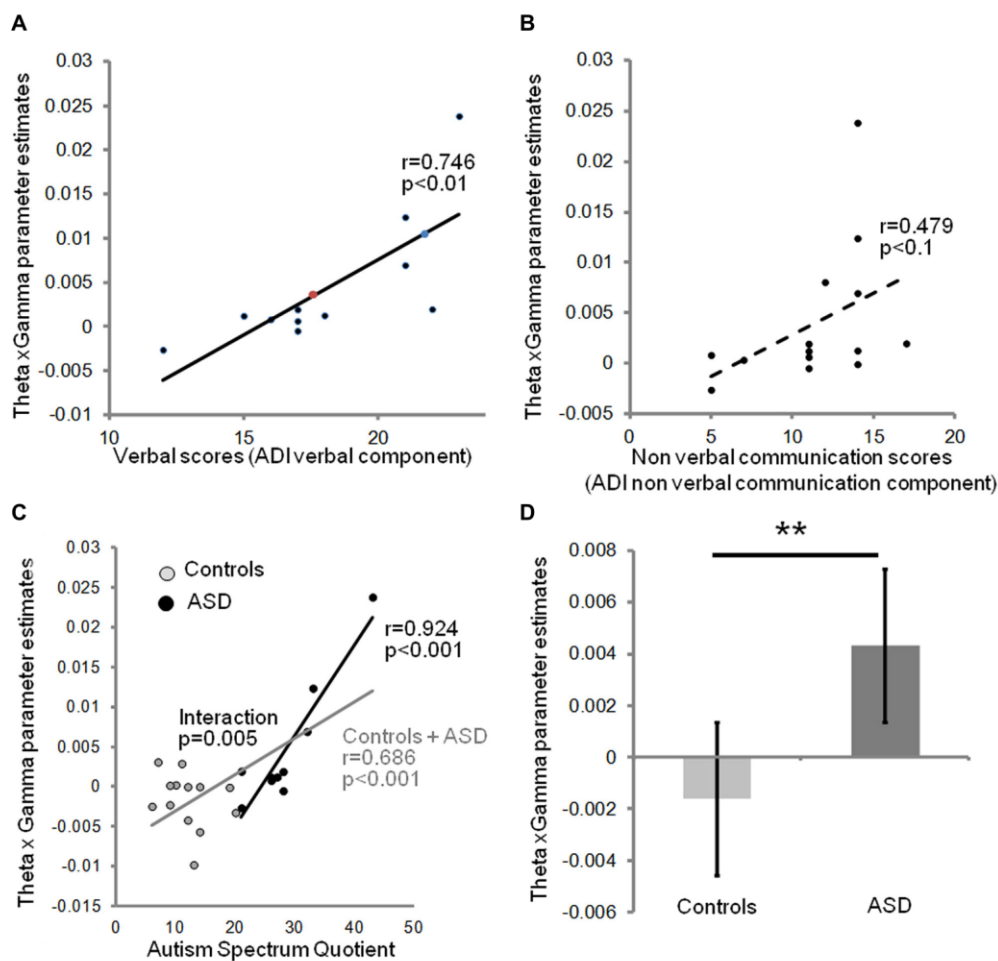 A
Theta xGamma parameter estimates
0.03
0.025
0.02
0.015
0.01
0.005
0
-0.005
-0.01
r=0.746
p<0.01
10
15
20
Verbal scores (ADI verbal component)
B
Theta xGamma parameter estimates
0.03
0.025
0.02
0.015
0.01
0.005
0
-0.005
r=0.479
p<0.1
0
5
10
15
20
Non verbal communication scores
(ADI non verbal communication component)
C
Theta x Gamma parameter estimates
0.03
0.025
0.02
0.015
0.01
0.005
0
-0.005
-0.01
-0.015
Controls
ASD
r=0.924
p<0.001
Interaction
p=0.005
Controls + ASD
r=0.686
p<0.001
0
10
20
30
40
50
Autism Spectrum Quotient
D
Theta xGamma parameter estimates
0.008
0.006
0.004
0.002
0
-0.002
-0.004
-0.006
**
Controls
ASD